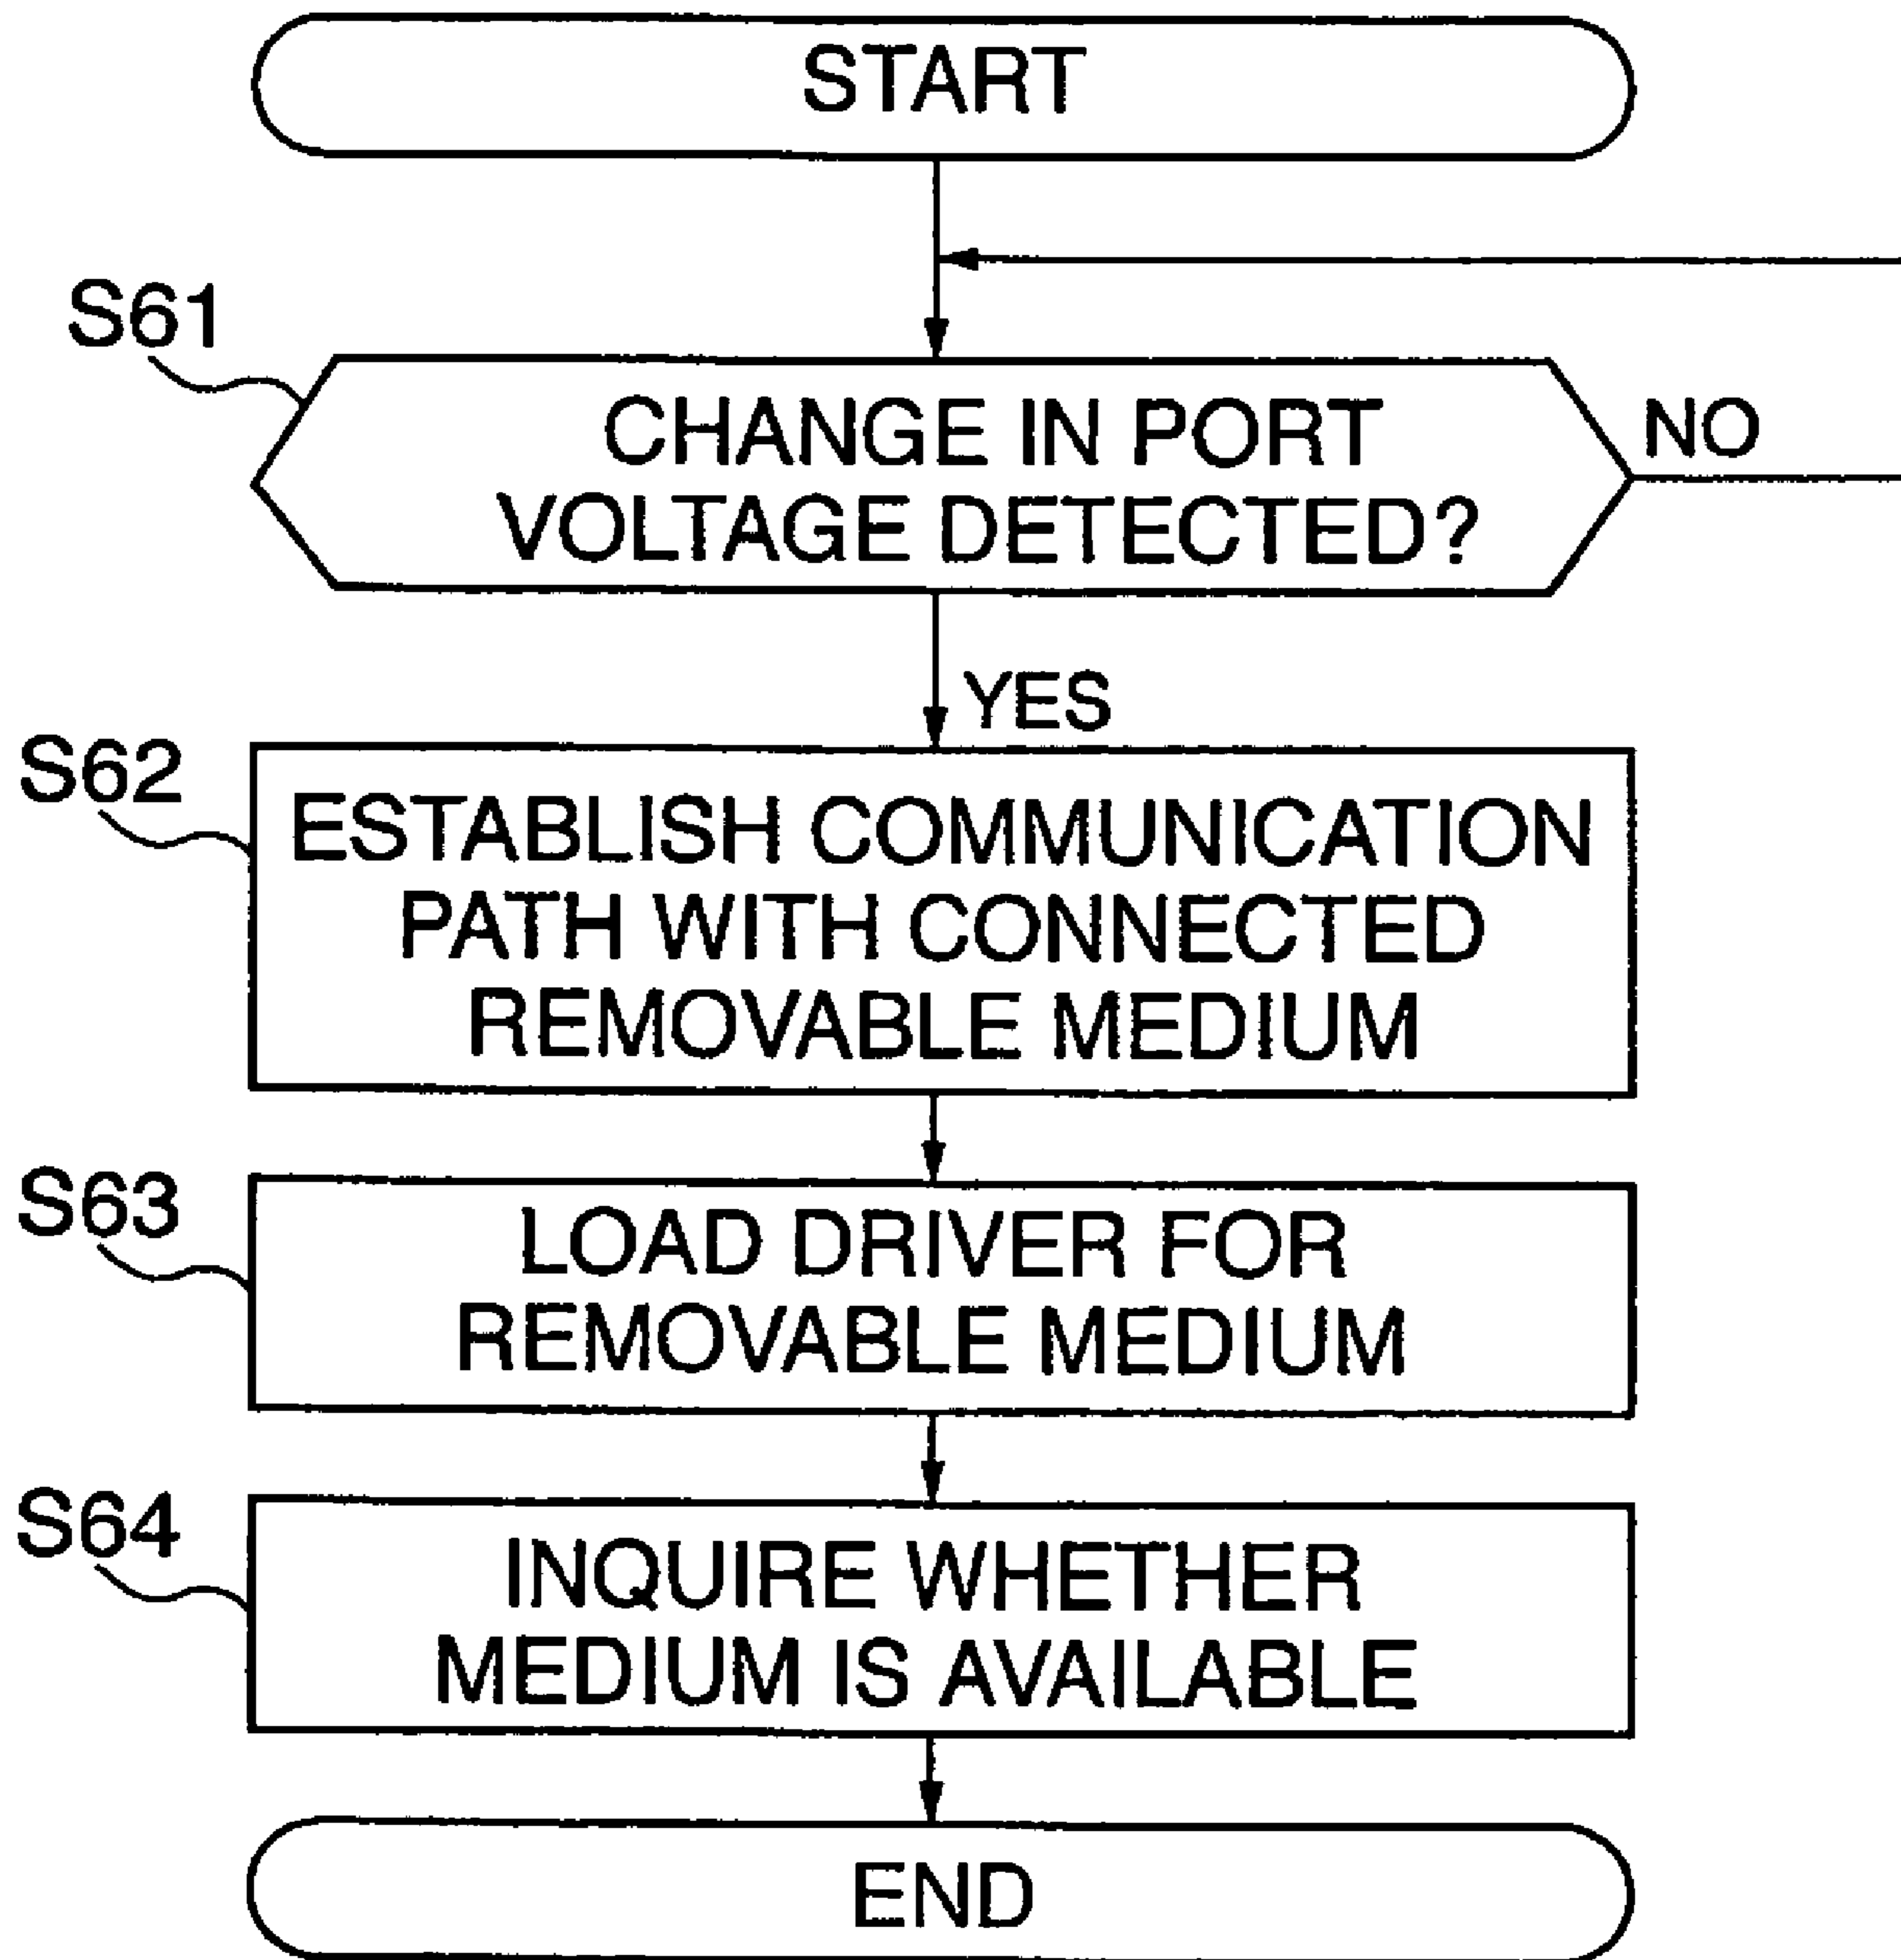 START
S61
CHANGE IN PORT
VOLTAGE DETECTED?
NO
YES
S62
ESTABLISH COMMUNICATION
PATH WITH CONNECTED
REMOVABLE MEDIUM
S63
LOAD DRIVER FOR
REMOVABLE MEDIUM
S64
INQUIRE WHETHER
MEDIUM IS AVAILABLE
END